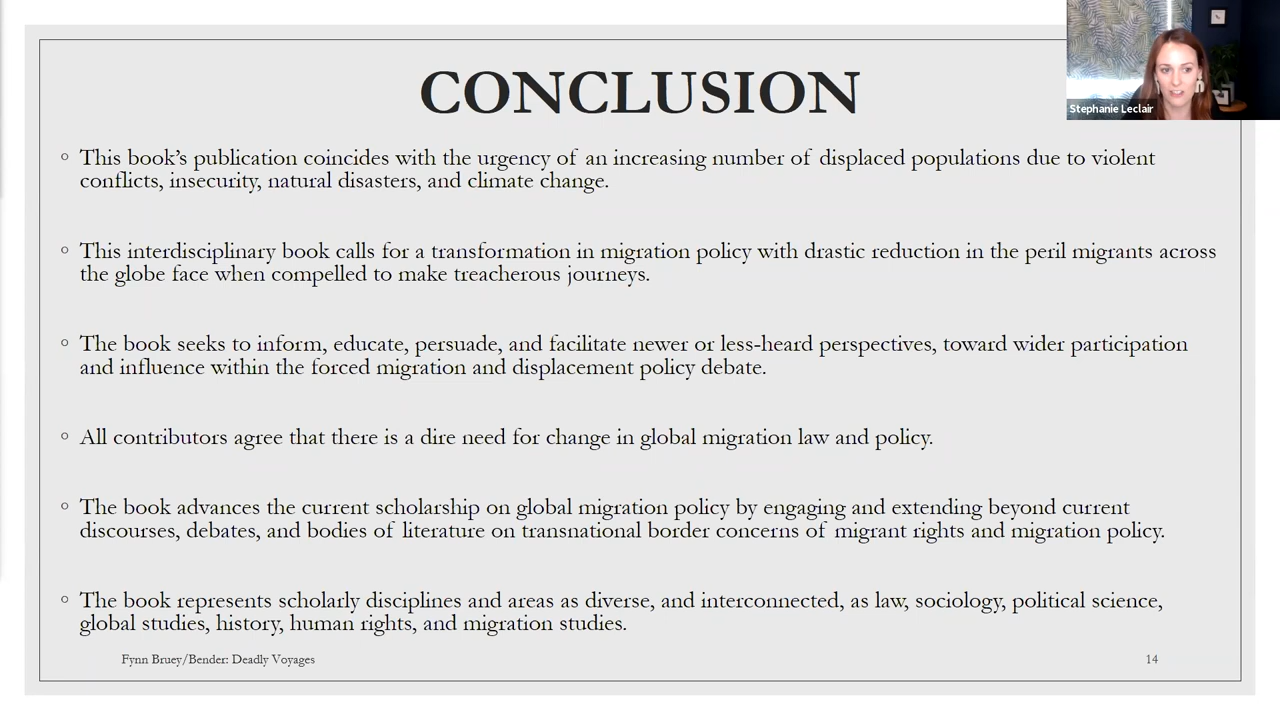 CONCLUSION
Stephanie Leclair
◦ This book’s publication coincides with the urgency of an increasing number of displaced populations due to violent
conflicts, insecurity, natural disasters, and climate change.
◦ This interdisciplinary book calls for a transformation in migration policy with drastic reduction in the peril migrants across
the globe face when compelled to make treacherous journeys.
◦ The book seeks to inform, educate, persuade, and facilitate newer or less-heard perspectives, toward wider participation
and influence within the forced migration and displacement policy debate.
◦ All contributors agree that there is a dire need for change in global migration law and policy.
◦ The book advances the current scholarship on global migration policy by engaging and extending beyond current
discourses, debates, and bodies of literature on transnational border concerns of migrant rights and migration policy.
◦ The book represents scholarly disciplines and areas as diverse, and interconnected, as law, sociology, political science,
global studies, history, human rights, and migration studies.
Fynn Bruey/Bender: Deadly Voyages
14